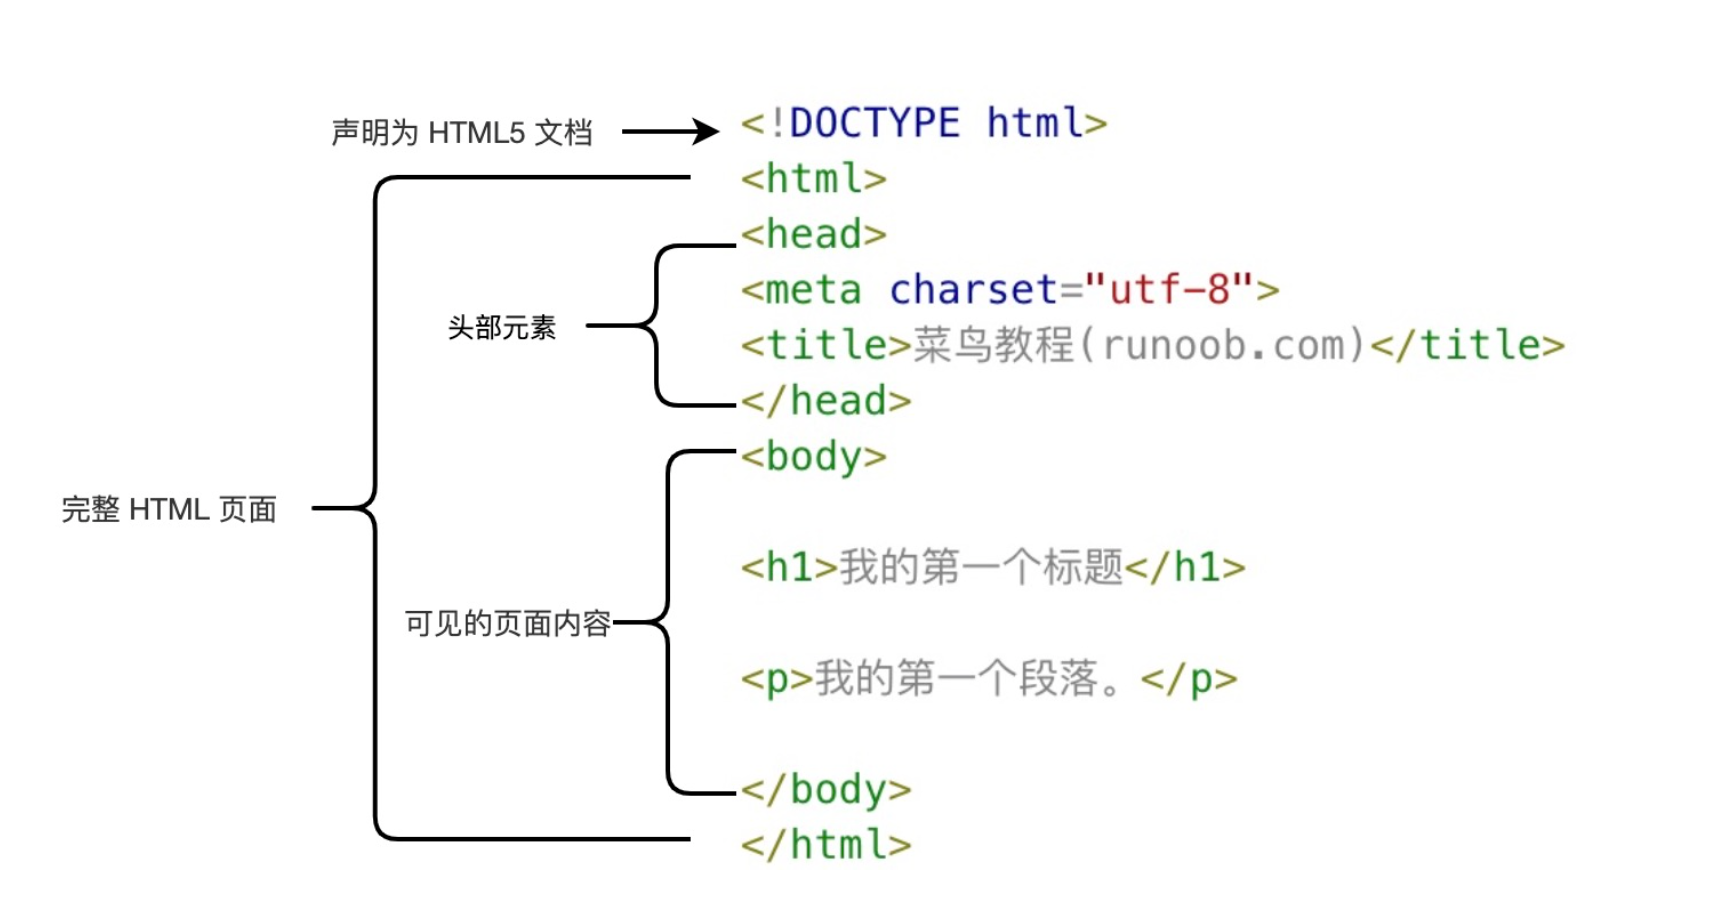 声明为 HTML5 文档
<!DOCTYPE html>
<html>
<head>
<meta charset="utf-8">
头部元素
<title>菜鸟教程(runoob.com)</title>
</head>
<body>
完整 HTML 页面
<h1>我的第一个标题</h1>
可见的页面内容
<p>我的第一个段落。</p>
</body>
</html>